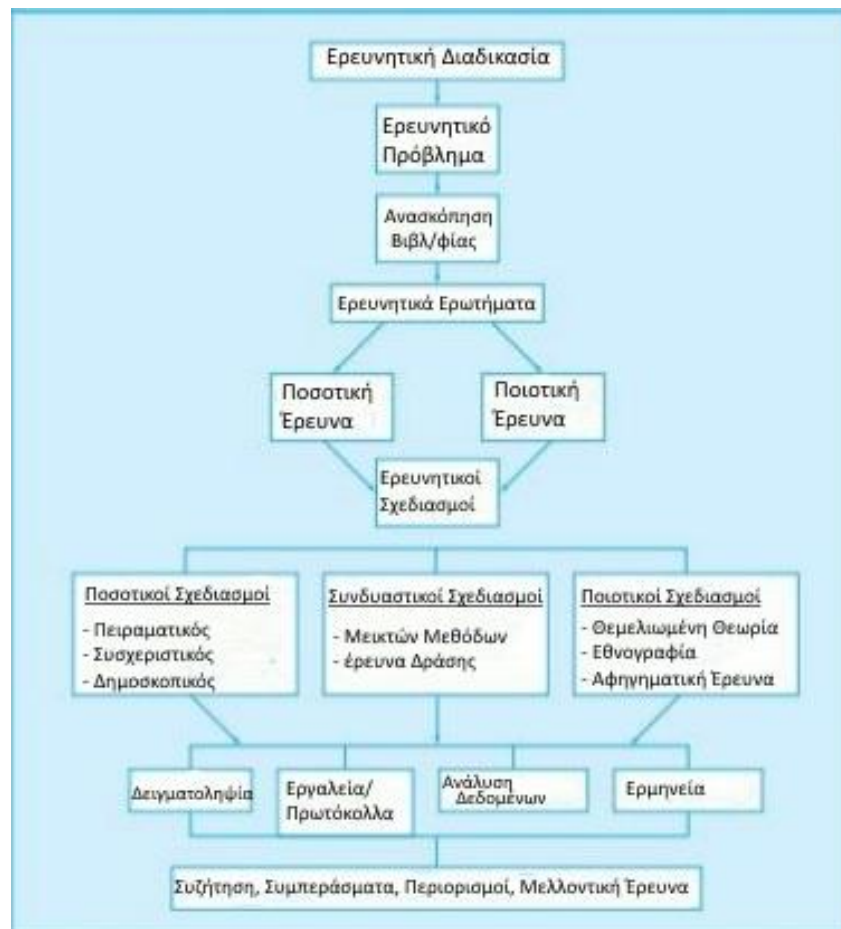 Ερευνητική Διαδικασία
Ερευνητικό
Πρόβλημα
Ανασκόπηση
Βιβλ/φίας
Ερευνητικά Ερωτήματα
Ποσοτική
Έρευνα
Ποιοτική
Έρευνα
Ερευνητικοί
Σχεδιασμοί
Ποσοτικοί Σχεδιασμοί
- Πειραματικός
- Συσχεριστικός
- Δημοσκοπικός
Συνδυαστικοί Σχεδιασμοί
- Μεικτών Μεθόδων
- έρευνα Δράσης
Ποιοτικοί Σχεδιασμοί
- Θεμελιωμένη Θεωρία
- Εθνογραφία
- Αφηγηματική Έρευνα
Δειγματοληψία
Εργαλεία/
Πρωτόκολλα
Ανάλυση
Δεδομένων
Ερμηνεία
Συζήτηση, Συμπεράσματα, Περιορισμοί, Μελλοντική Έρευνα